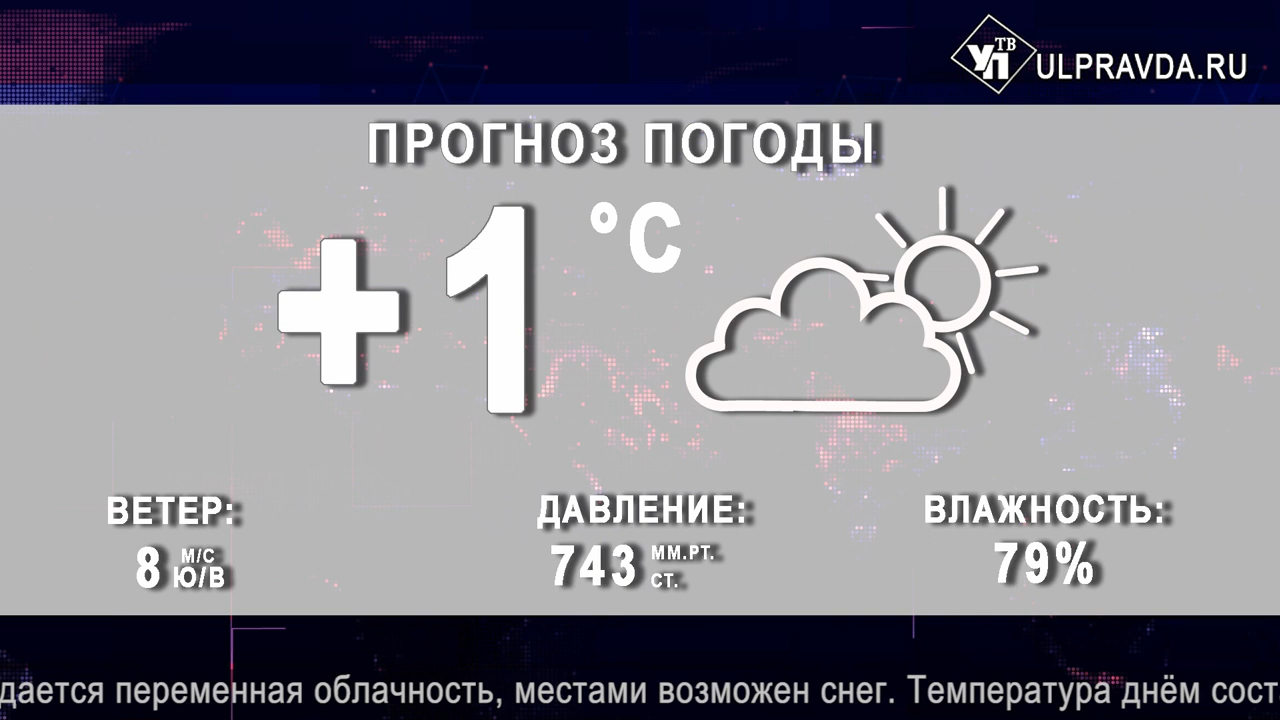 УП ТВ ULPRAVDA.RU
ПРОГНОЗ ПОГОДЫ
+1 °C
ВЕТЕР: ДАВЛЕНИЕ: ВЛАЖНОСТЬ:
8 М/С Ю/В 743 ММ.РТ. СТ. 79%
дается переменная облачность, местами возможен снег. Температура днём сост